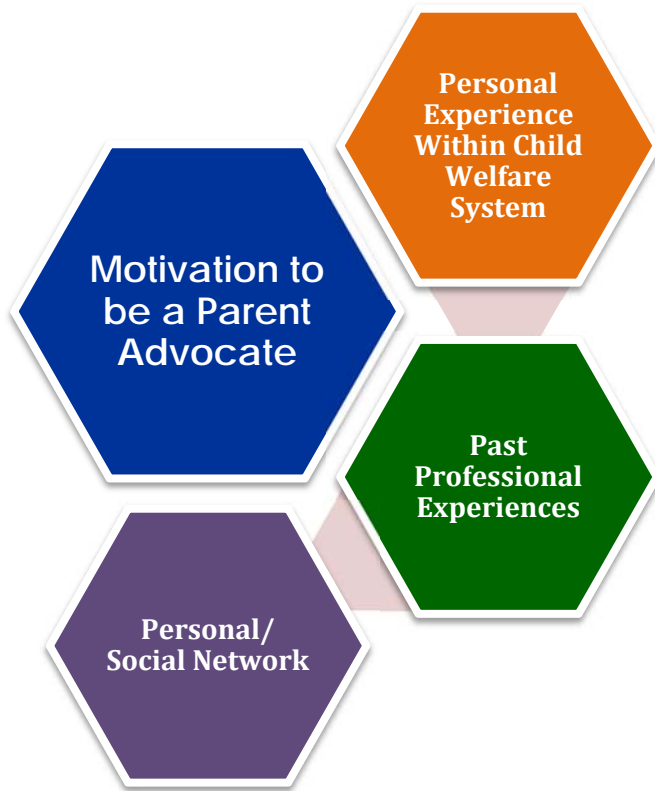 Personal
Experience
Within Child
Welfare
System
Motivation to
be a Parent
Advocate
Past
Professional
Experiences
Personal/
Social Network